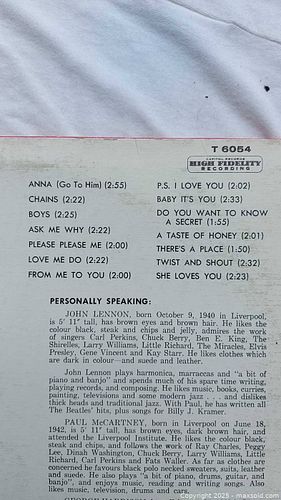 T 6054
CAPITOL RECORDS
HIGH FIDELITY
RECORDING
ANNA (Go To Him) (2:55)
CHAINS (2:22)
BOYS (2:25)
ASK ME WHY (2:22)
PLEASE PLEASE ME (2:00)
LOVE ME DO (2:22)
FROM ME TO YOU (2:00)
P.S. I LOVE YOU (2:02)
BABY IT'S YOU (2:33)
DO YOU WANT TO KNOW
A SECRET (1:55)
A TASTE OF HONEY (2:01)
THERE'S A PLACE (1:50)
TWIST AND SHOUT (2:32)
SHE LOVES YOU (2:23)
PERSONALLY SPEAKING:
JOHN LENNON, born October 9, 1940 in Liverpool,
is 5' 11" tall, has brown eyes and brown hair. He likes the
colour black, steak and chips and jelly, admires the work
of singers Carl Perkins, Chuck Berry, Ben E. King, The
Shirelles, Larry Williams, Little Richard, The Miracles, Elvis
Presley, Gene Vincent and Kay Starr. He likes clothes which
are dark in colour—and suede and leather.
John Lennon plays harmonica, marraccas and "a bit of
piano and banjo" and spends much of his spare time writing,
playing records, and composing. He likes music, books, curries,
painting, televisions and some modern jazz . . . and dislikes
thick heads and traditional jazz. With Paul, he has written all
The Beatles' hits, plus songs for Billy J. Kramer.
PAUL McCARTNEY, born in Liverpool on June 18,
1942, is 5' 11" tall, has brown eyes, dark brown hair, and
attended the Liverpool Institute. He likes the colour black,
steak and chips, and follows the work of Ray Charles, Peggy
Lee, Dinah Washington, Chuck Berry, Larry Williams, Little
Richard, Carl Perkins and Fats Waller. As far as clothes are
concerned he favours black polo necked sweaters, suits, leather
and suede. He also plays "a bit of piano, drums, guitar, and
banjo", and enjoys music, reading and writing songs. Also
likes music, television, drums and cars.
Copyright 2025 - maxsold.com